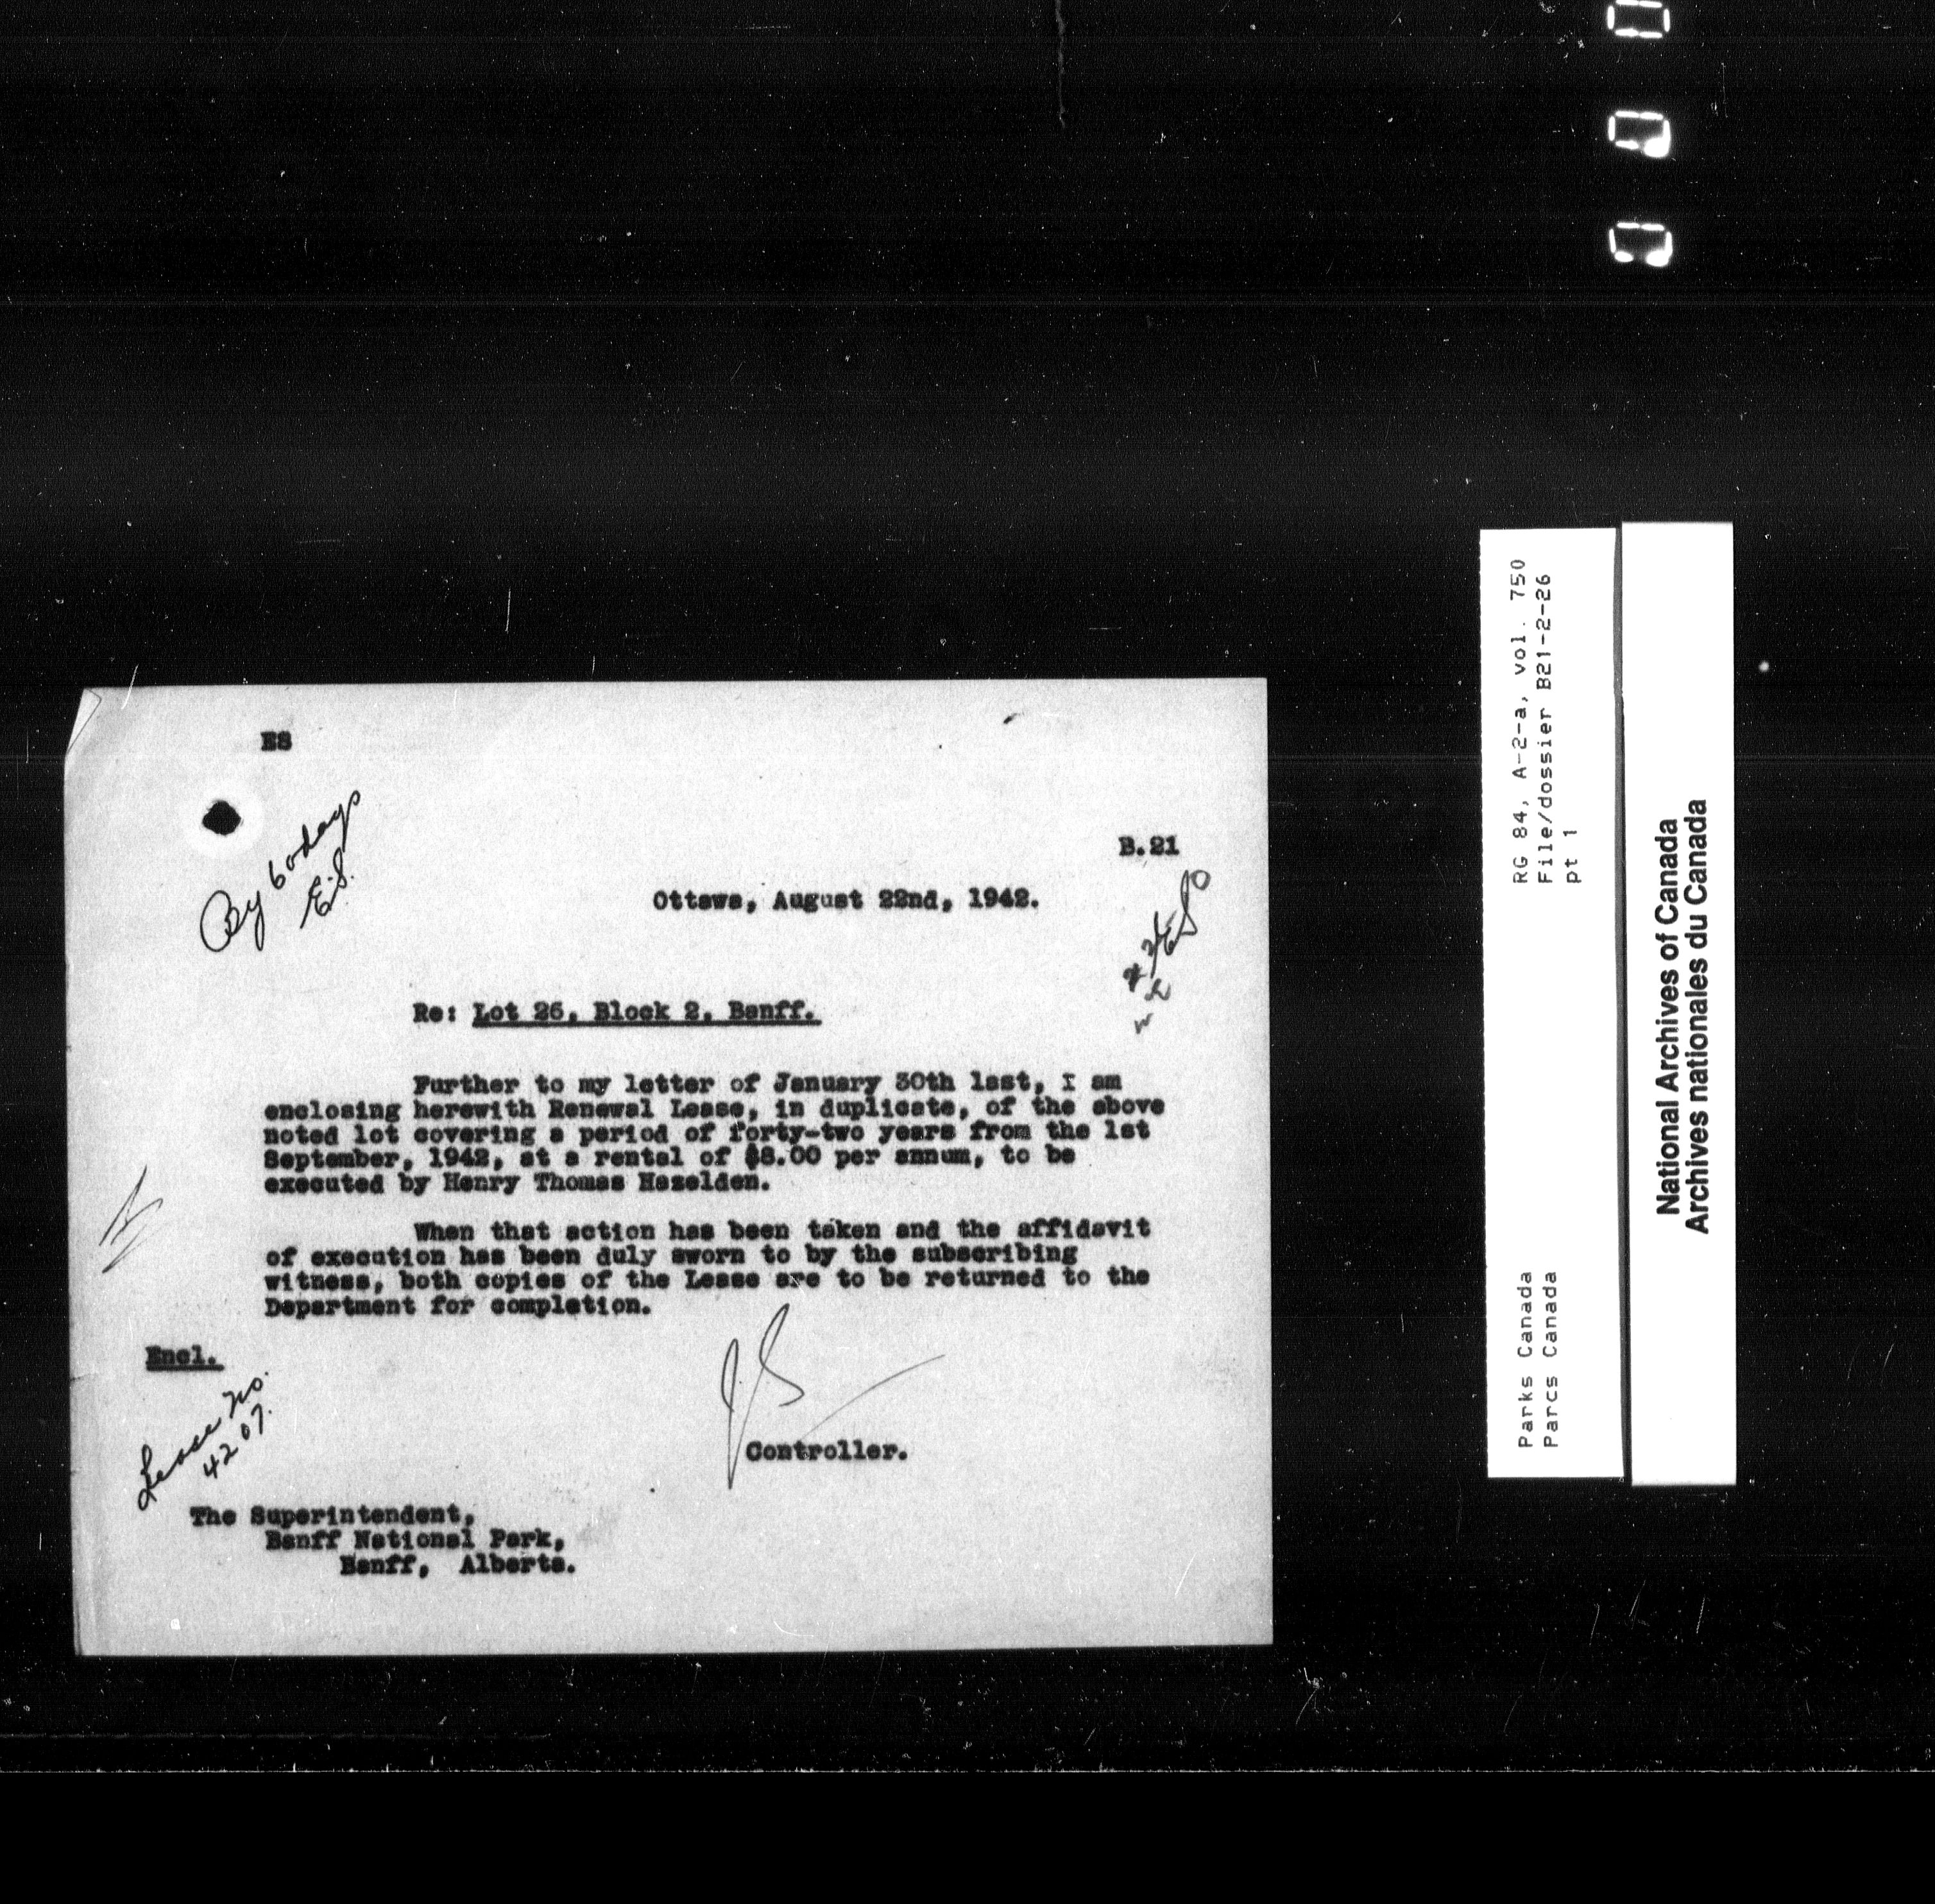 ES
By 60 days
E.S.
B.21
Ottawa, August 22nd, 1942.
Re: Lot 26, Block 2, Banff.
Further to my letter of January 30th last, I am
enclosing herewith Renewal Lease, in duplicate, of the above
noted lot covering a period of forty-two years from the 1st
September, 1942, at a rental of $8.00 per annum, to be
executed by Henry Thomas Hazelden.
When that action has been taken and the affidavit
of execution has been duly sworn to by the subscribing
witness, both copies of the Lease are to be returned to the
Department for completion.
Encl.
Lease No.
4207.
Controller.
The Superintendent,
Banff National Park,
Banff, Alberta.
RG 84, A-2-a, vol. 750
File/dossier B21-2-26
pt 1
Parks Canada
Parcs Canada
National Archives of Canada
Archives nationales du Canada